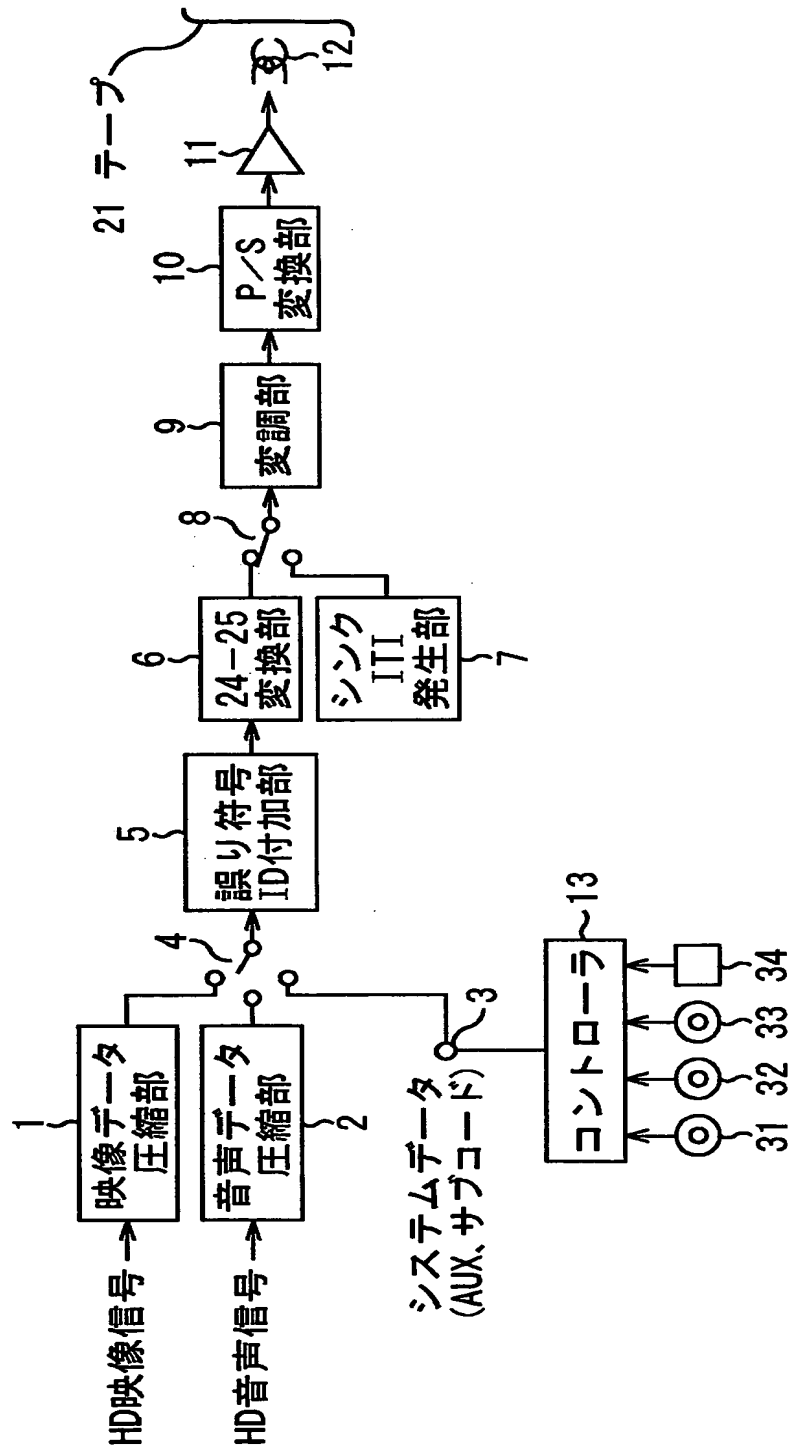 HD映像信号
1
映像データ
圧縮部
HD音声信号
音声データ
圧縮部
2
システムデータ
(AUX、サブコード)
3
4
5
誤り符号
ID付加部
6
24-25
変換部
シンク
ITI
発生部
7
8
9
変調部
10
P/S
変換部
11
12
21 テープ
13
コントローラ
31
32
33
34